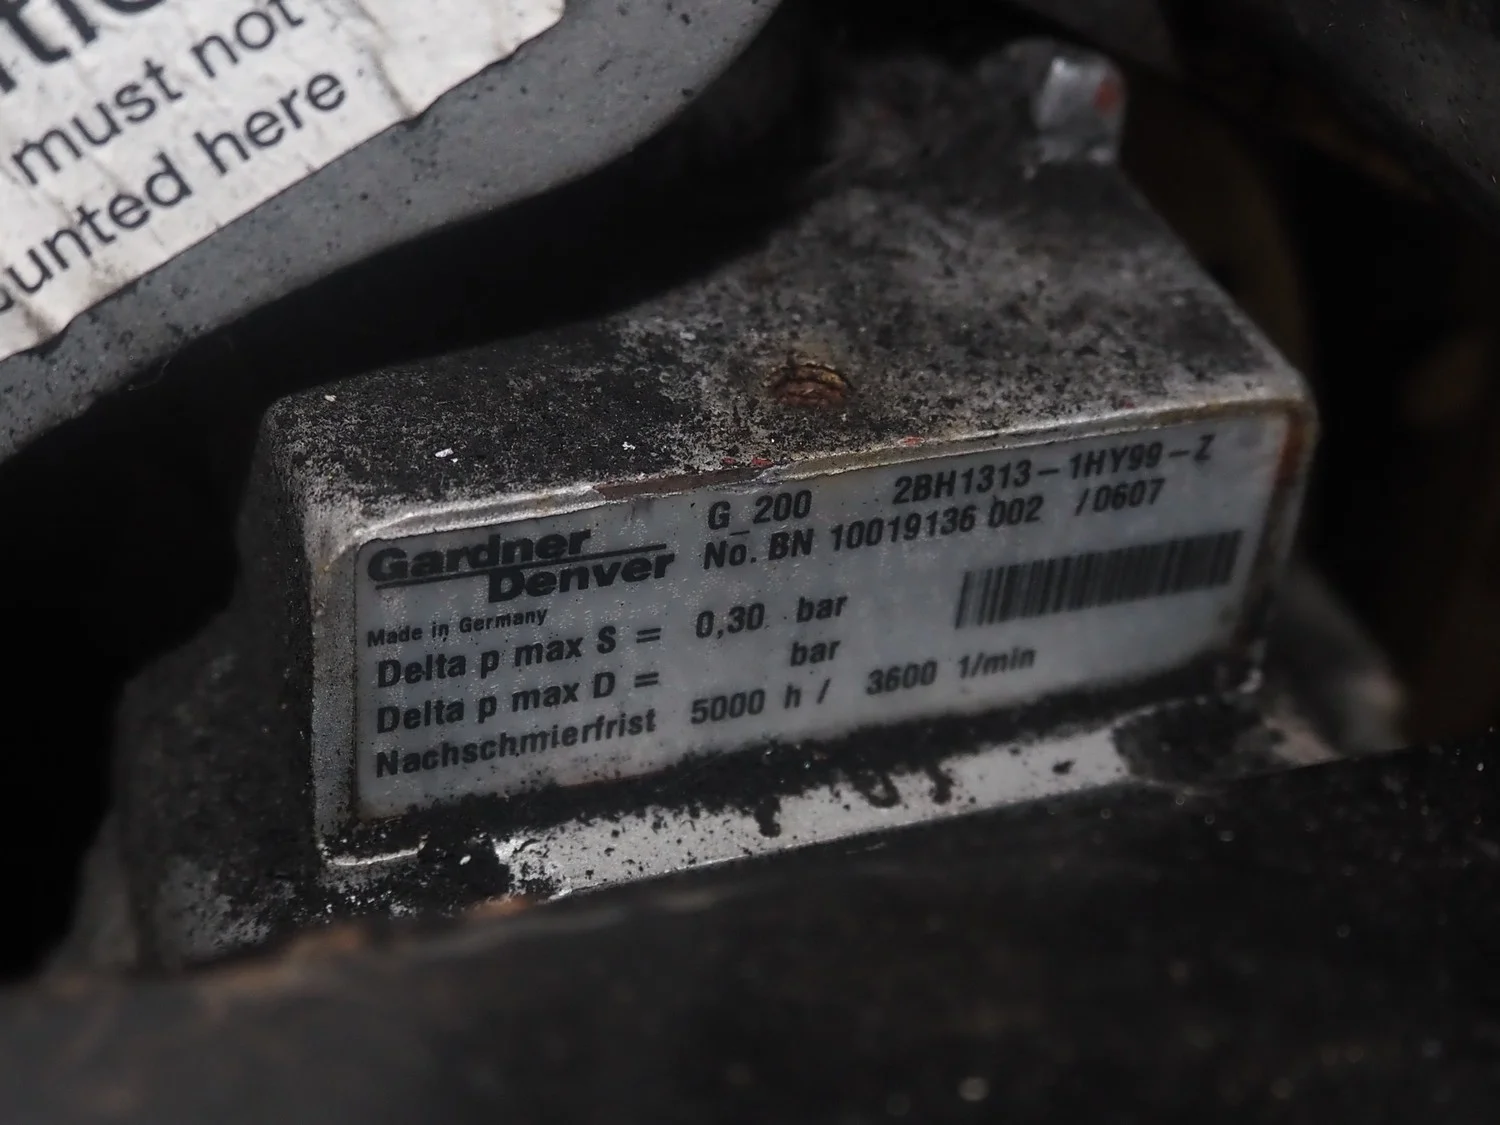 must not
here
Gardner
Denver
Made in Germany
G_200 2BH1313-1HY99-Z
No. BN 10019136 002 /0607
Delta p max S = 0,30 bar
Delta p max D = bar
Nachschmierfrist 5000 h / 3600 1/min